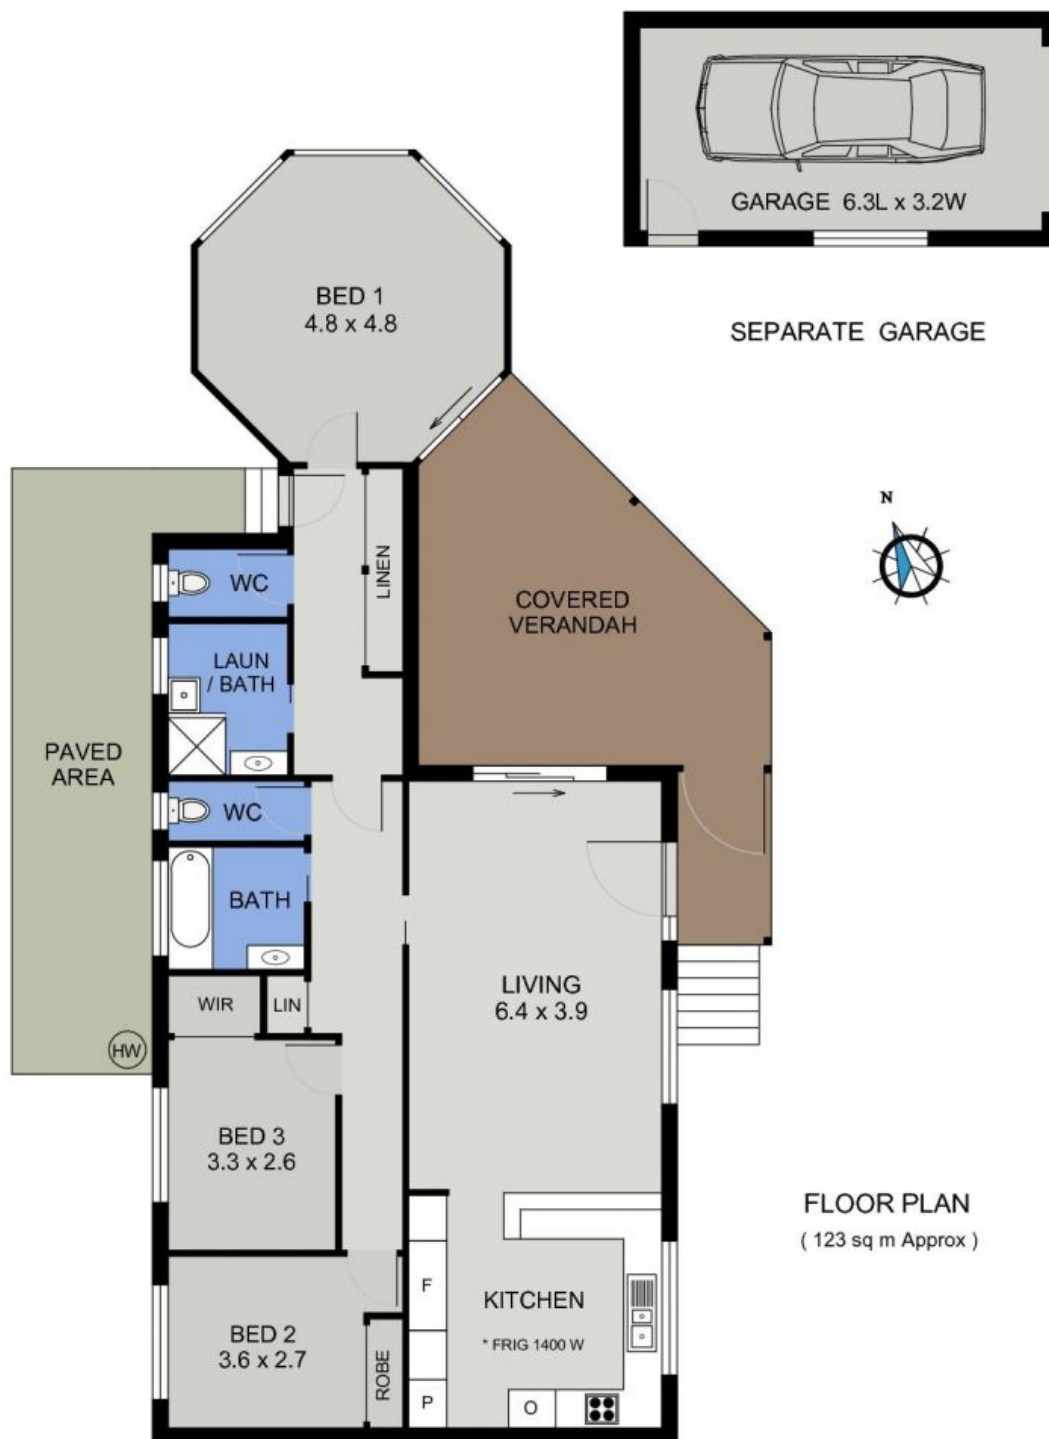 GARAGE 6.3L x 3.2W
SEPARATE GARAGE
BED 1
4.8 x 4.8
N
LINEN
WC
COVERED
VERANDAH
LAUN
/ BATH
PAVED
AREA
WC
BATH
LIVING
6.4 x 3.9
WIR
LIN
HW
BED 3
3.3 x 2.6
FLOOR PLAN
( 123 sq m Approx )
F
KITCHEN
* FRIG 1400 W
BED 2
3.6 x 2.7
ROBE
P
O